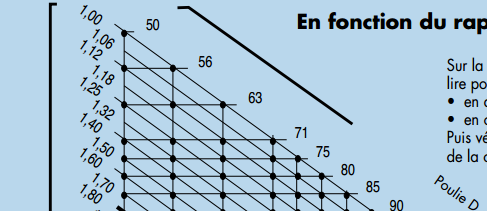 1,00
50
En fonction du rap
1,06
1,12
56
Sur la
1,18
lire po
1,25
63
• en
1,32
• en
1,40
71
Puis vé
1,50
75
de la
1,60
80
Poulie D
1,70
85
1,80
90